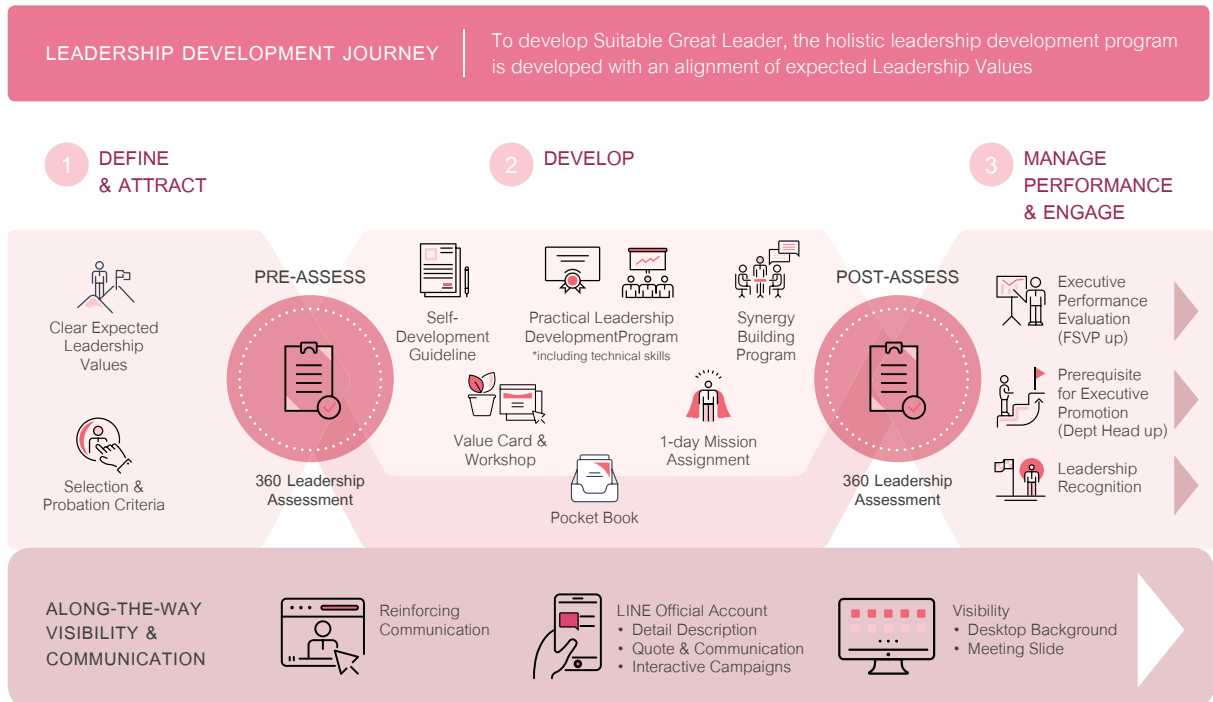 LEADERSHIP DEVELOPMENT JOURNEY
To develop Suitable Great Leader, the holistic leadership development program
is developed with an alignment of expected Leadership Values
1
DEFINE
& ATTRACT
2
DEVELOP
3
MANAGE
PERFORMANCE
& ENGAGE
Clear Expected
Leadership
Values
Selection &
Probation Criteria
PRE-ASSESS
360 Leadership
Assessment
Self-
Development
Guideline
Practical Leadership
DevelopmentProgram
*including technical skills
Synergy
Building
Program
Value Card &
Workshop
1-day Mission
Assignment
Pocket Book
POST-ASSESS
360 Leadership
Assessment
Executive
Performance
Evaluation
(FSVP up)
Prerequisite
for Executive
Promotion
(Dept Head up)
Leadership
Recognition
ALONG-THE-WAY
VISIBILITY &
COMMUNICATION
Reinforcing
Communication
LINE Official Account
• Detail Description
• Quote & Communication
• Interactive Campaigns
Visibility
• Desktop Background
• Meeting Slide